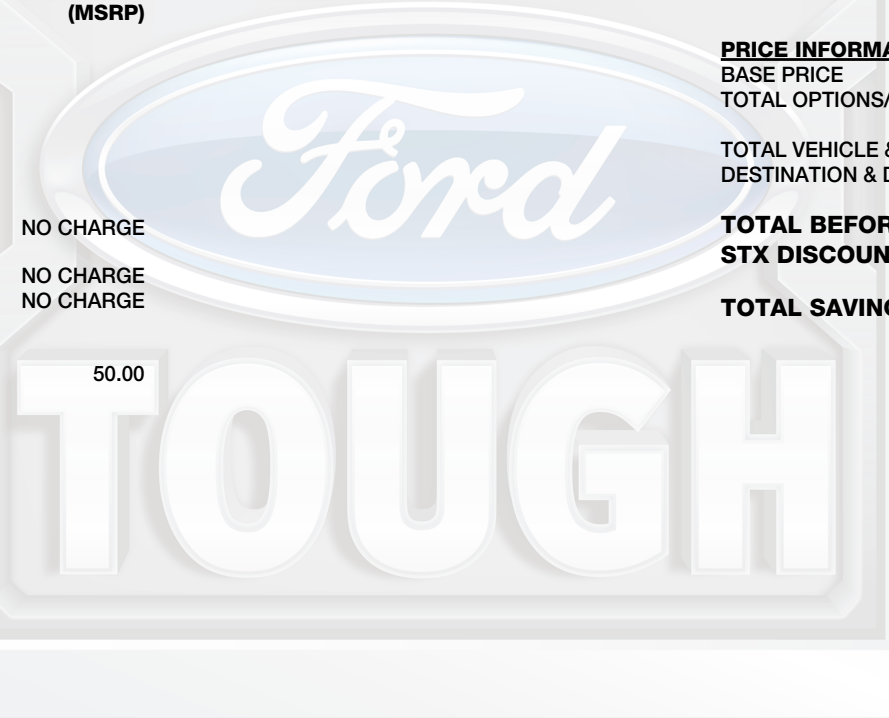 (MSRP)
NO CHARGE
NO CHARGE
NO CHARGE
50.00
PRICE INFORMA
BASE PRICE
TOTAL OPTIONS/
TOTAL VEHICLE &
DESTINATION & D
TOTAL BEFOR
STX DISCOUN
TOTAL SAVING
Ford
TOUGH